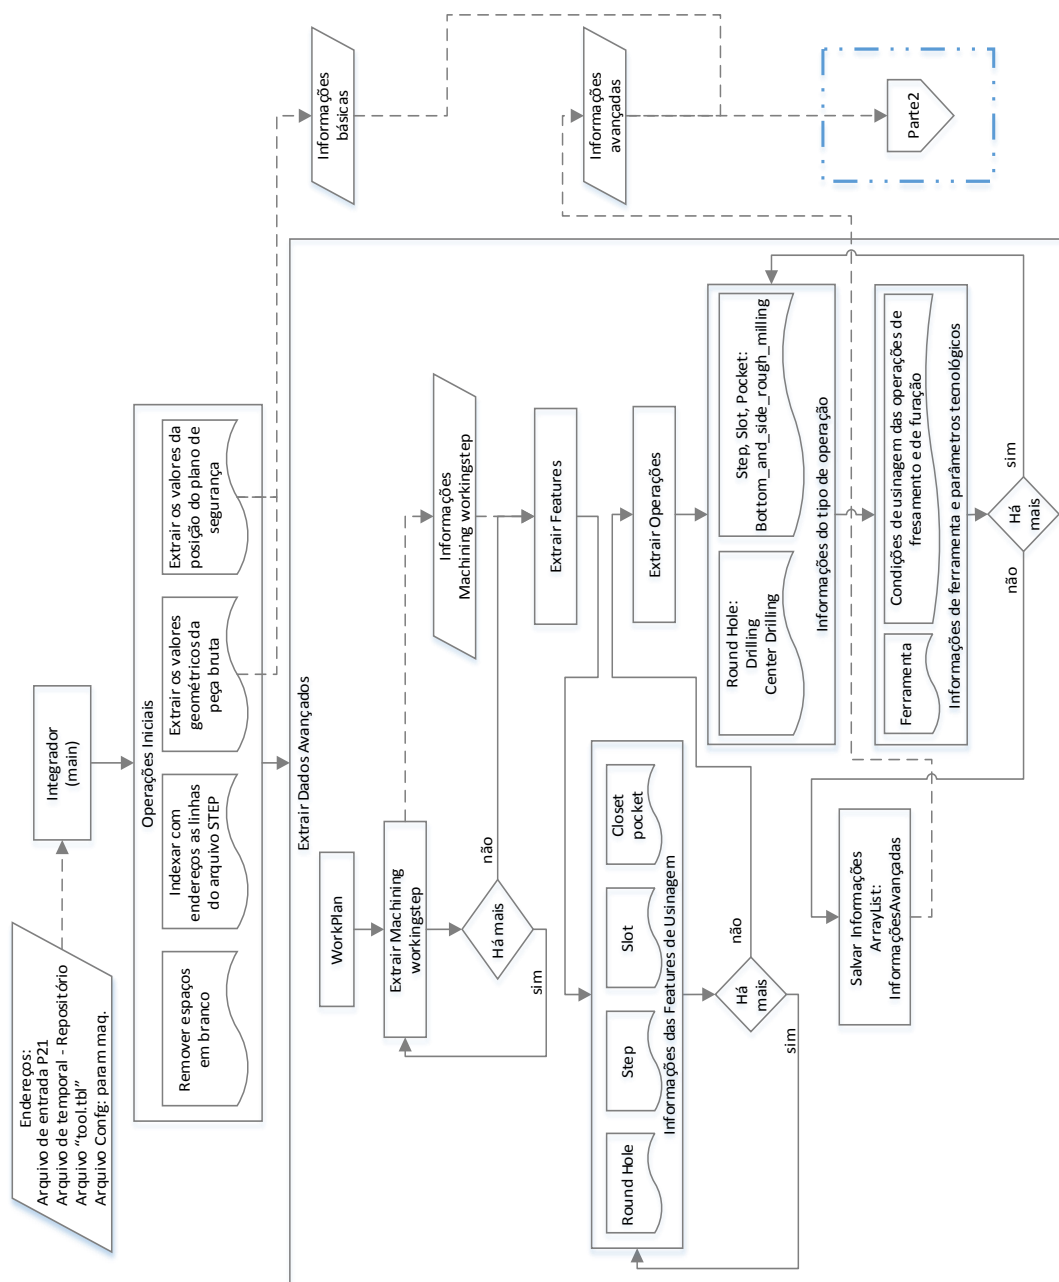 Endereços:
Arquivo de entrada P21
Arquivo de temporal - Repositório
Arquivo “tool.tbl”
Arquivo Confg: param maq.
Integrador
(main)
Operações Iniciais
Remover espaços
em branco
Indexar com
endereços as linhas
do arquivo STEP
Extrir os valores
geométricos da
peça bruta
Extrair os valores da
posição do plano de
segurança
Informações
básicas
Extrair Dados Avançados
WorkPlan
Extrair Machining
workingstep
Há mais
sim
não
Informações
Machining workingstep
Extrair Features
Round Hole
Step
Slot
Closet
pocket
Informações das Features de Usinagem
Há
mais
sim
não
Extrair Operações
Round Hole:
Drilling
Center Drilling
Step, Slot, Pocket:
Bottom_and_side_rough_milling
Informações do tipo de operação
Ferramenta
Condições de usinagem das operações de
fresamento e de furação
Informações de ferramenta e parâmetros tecnológicos
Há
mais
não
sim
Salvar Informações
ArrayList:
InformaçõesAvançadas
Informações
avançadas
Parte2